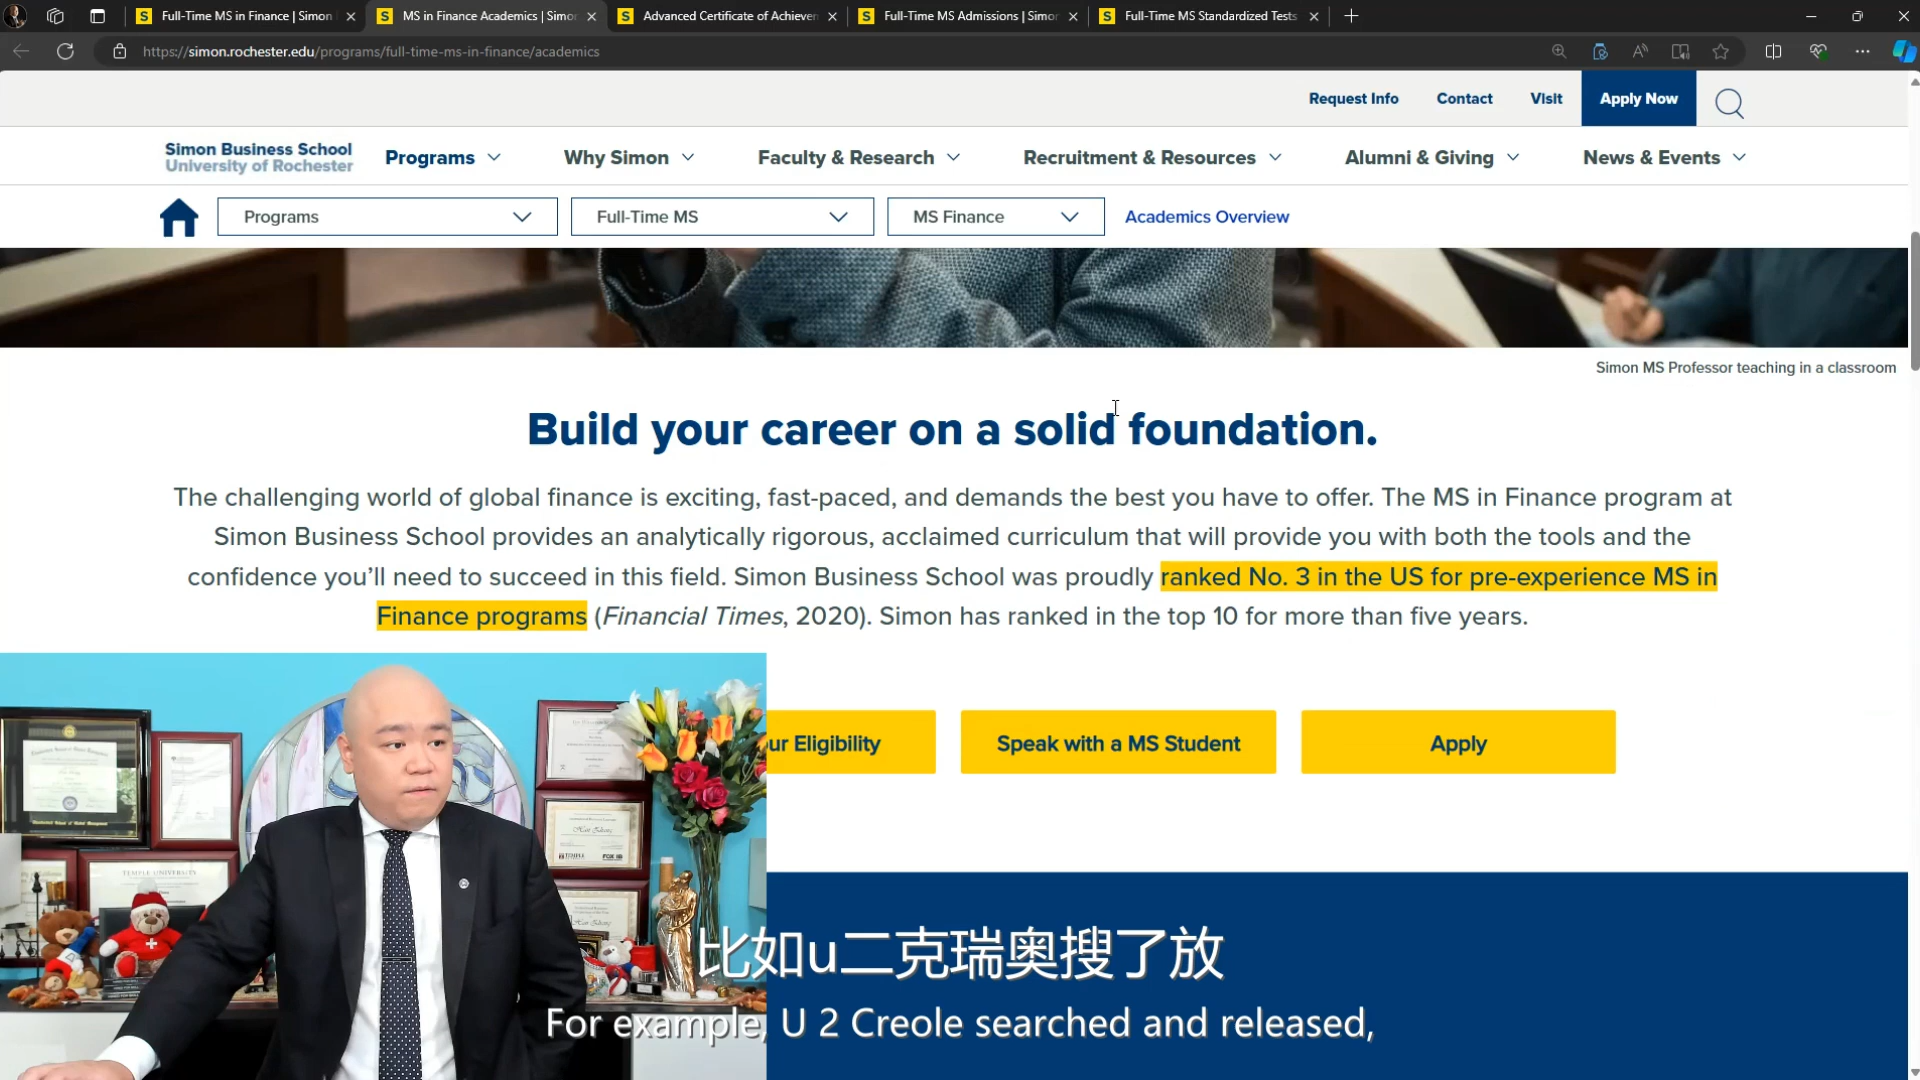 Full-Time MS in Finance | Simon
MS in Finance Academics | Simo
Advanced Certificate of Achieve
Full-Time MS Admissions | Simo
Full-Time MS Standardized Tests
https://simon.rochester.edu/programs/full-time-ms-in-finance/academics
Request Info
Contact
Visit
Apply Now
Simon Business School
University of Rochester
Programs
Why Simon
Faculty & Research
Recruitment & Resources
Alumni & Giving
News & Events
Programs
Full-Time MS
MS Finance
Academics Overview
Simon MS Professor teaching in a classroom
Build your career on a solid foundation.
The challenging world of global finance is exciting, fast-paced, and demands the best you have to offer. The MS in Finance program at
Simon Business School provides an analytically rigorous, acclaimed curriculum that will provide you with both the tools and the
confidence you’ll need to succeed in this field. Simon Business School was proudly ranked No. 3 in the US for pre-experience MS in
Finance programs (Financial Times, 2020). Simon has ranked in the top 10 for more than five years.
ur Eligibility
Speak with a MS Student
Apply
TEMPLE UNIVERSITY
TEMPLE
FOX
比如u二克瑞奥搜了放
For example, U 2 Creole searched and released,